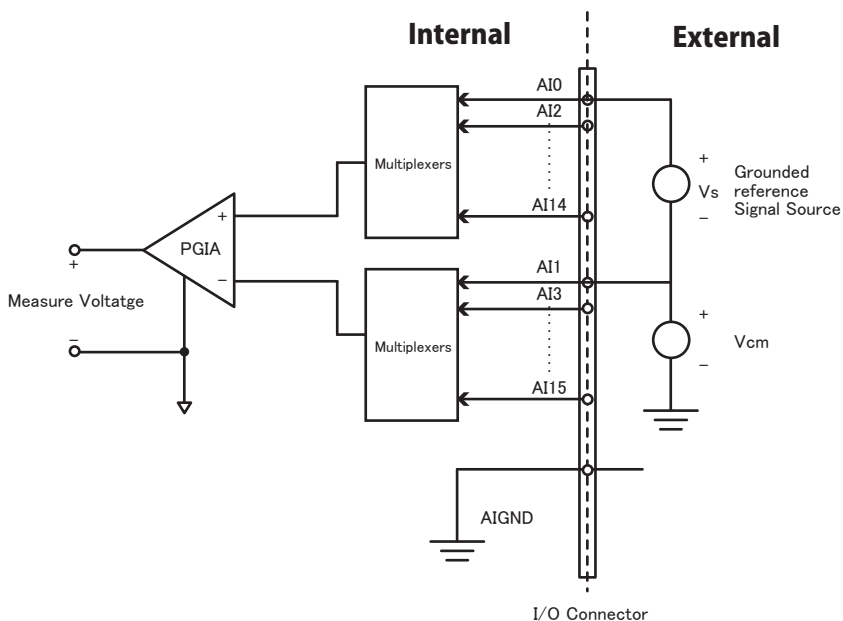 Internal
External
AI0
AI2
Multiplexers
AI14
+
Vs
−
Grounded
reference
Signal Source
+
PGIA
−
+
Measure Voltatge
−
AI1
AI3
Multiplexers
AI15
+
Vcm
−
AIGND
I/O Connector